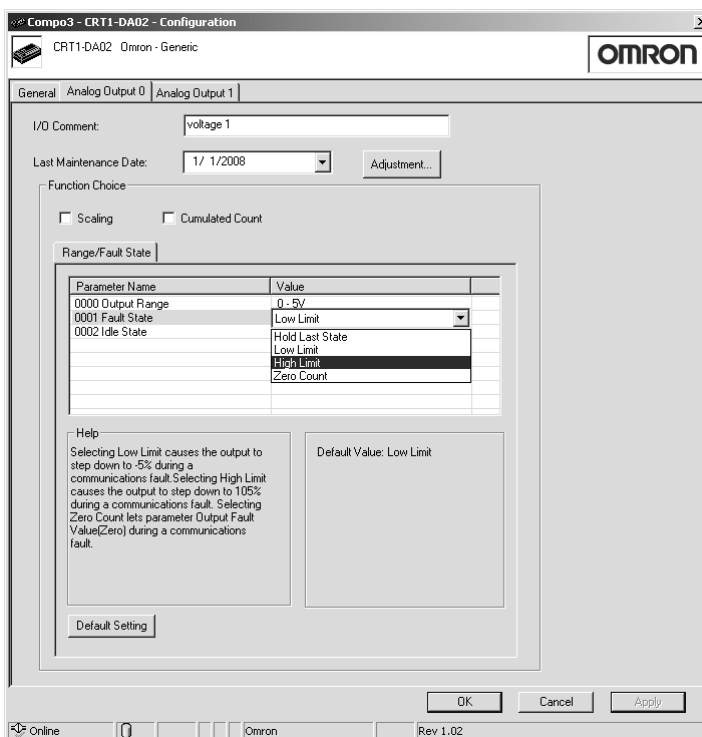 Compo3 - CRT1-DA02 - Configuration
CRT1-DA02 Omron - Generic
OMRON
General
Analog Output 0
Analog Output 1
I/O Comment:
voltage 1
Last Maintenance Date:
1/ 1/2008
Adjustment...
Function Choice
Scaling
Cumulated Count
Range/Fault State
Parameter Name
Value
0000 Output Range
0 - 5V
0001 Fault State
Low Limit
0002 Idle State
Hold Last State
Low Limit
High Limit
Zero Count
Help
Selecting Low Limit causes the output to
step down to -5% during a
communications fault.Selecting High Limit
causes the output to step down to 105%
during a communications fault. Selecting
Zero Count lets parameter Output Fault
Value(Zero) during a communications
fault.
Default Value: Low Limit
Default Setting
OK
Cancel
Apply
Online
Omron
Rev 1.02